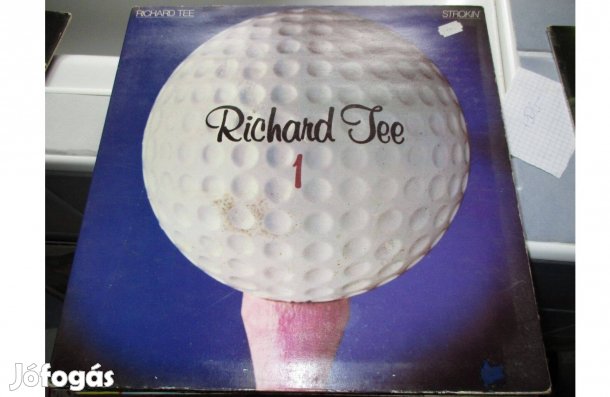 RICHARD TEE
STROKIN'
Richard Tee
1
Jófogás